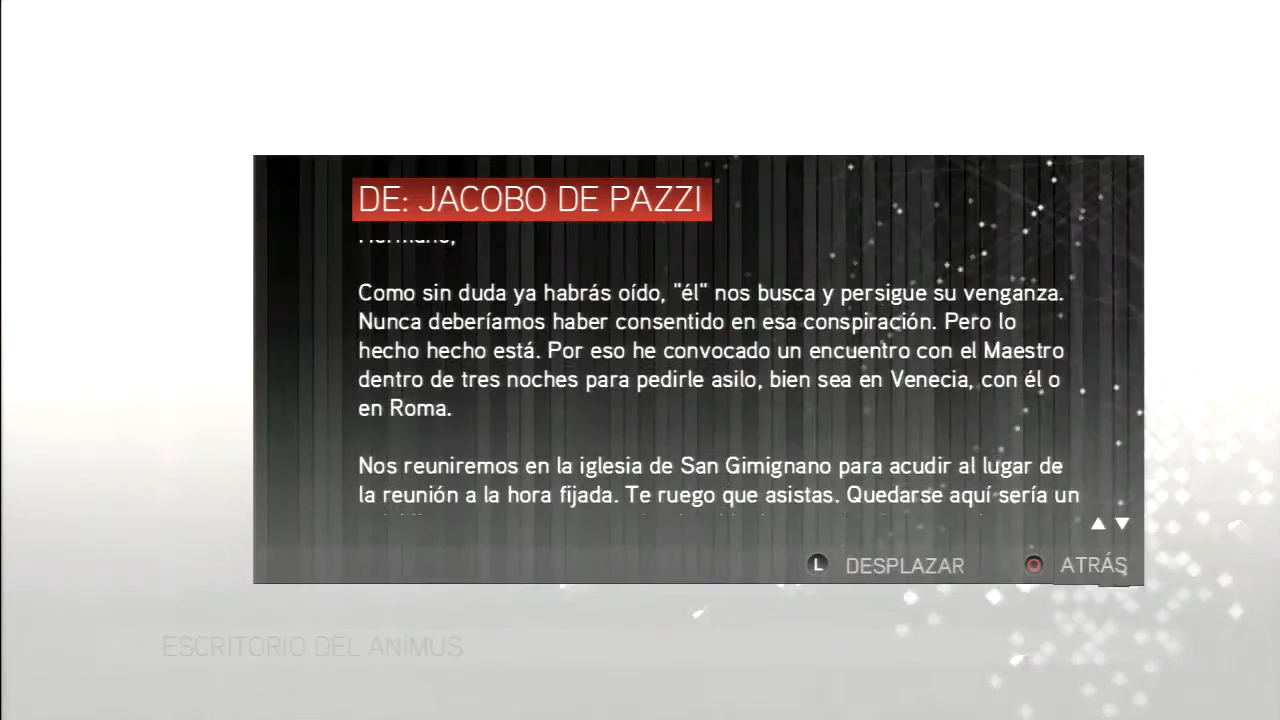 DE: JACOBO DE PAZZI
Hermano,
Como sin duda ya habrás oído, "él" nos busca y persigue su venganza.
Nunca deberíamos haber consentido en esa conspiración. Pero lo
hecho hecho está. Por eso he convocado un encuentro con el Maestro
dentro de tres noches para pedirle asilo, bien sea en Venecia, con él o
en Roma.
Nos reuniremos en la iglesia de San Gimignano para acudir al lugar de
la reunión a la hora fijada. Te ruego que asistas. Quedarse aquí sería un
L DESPLAZAR ATRÁS
ESCRITORIO DEL ANIMUS